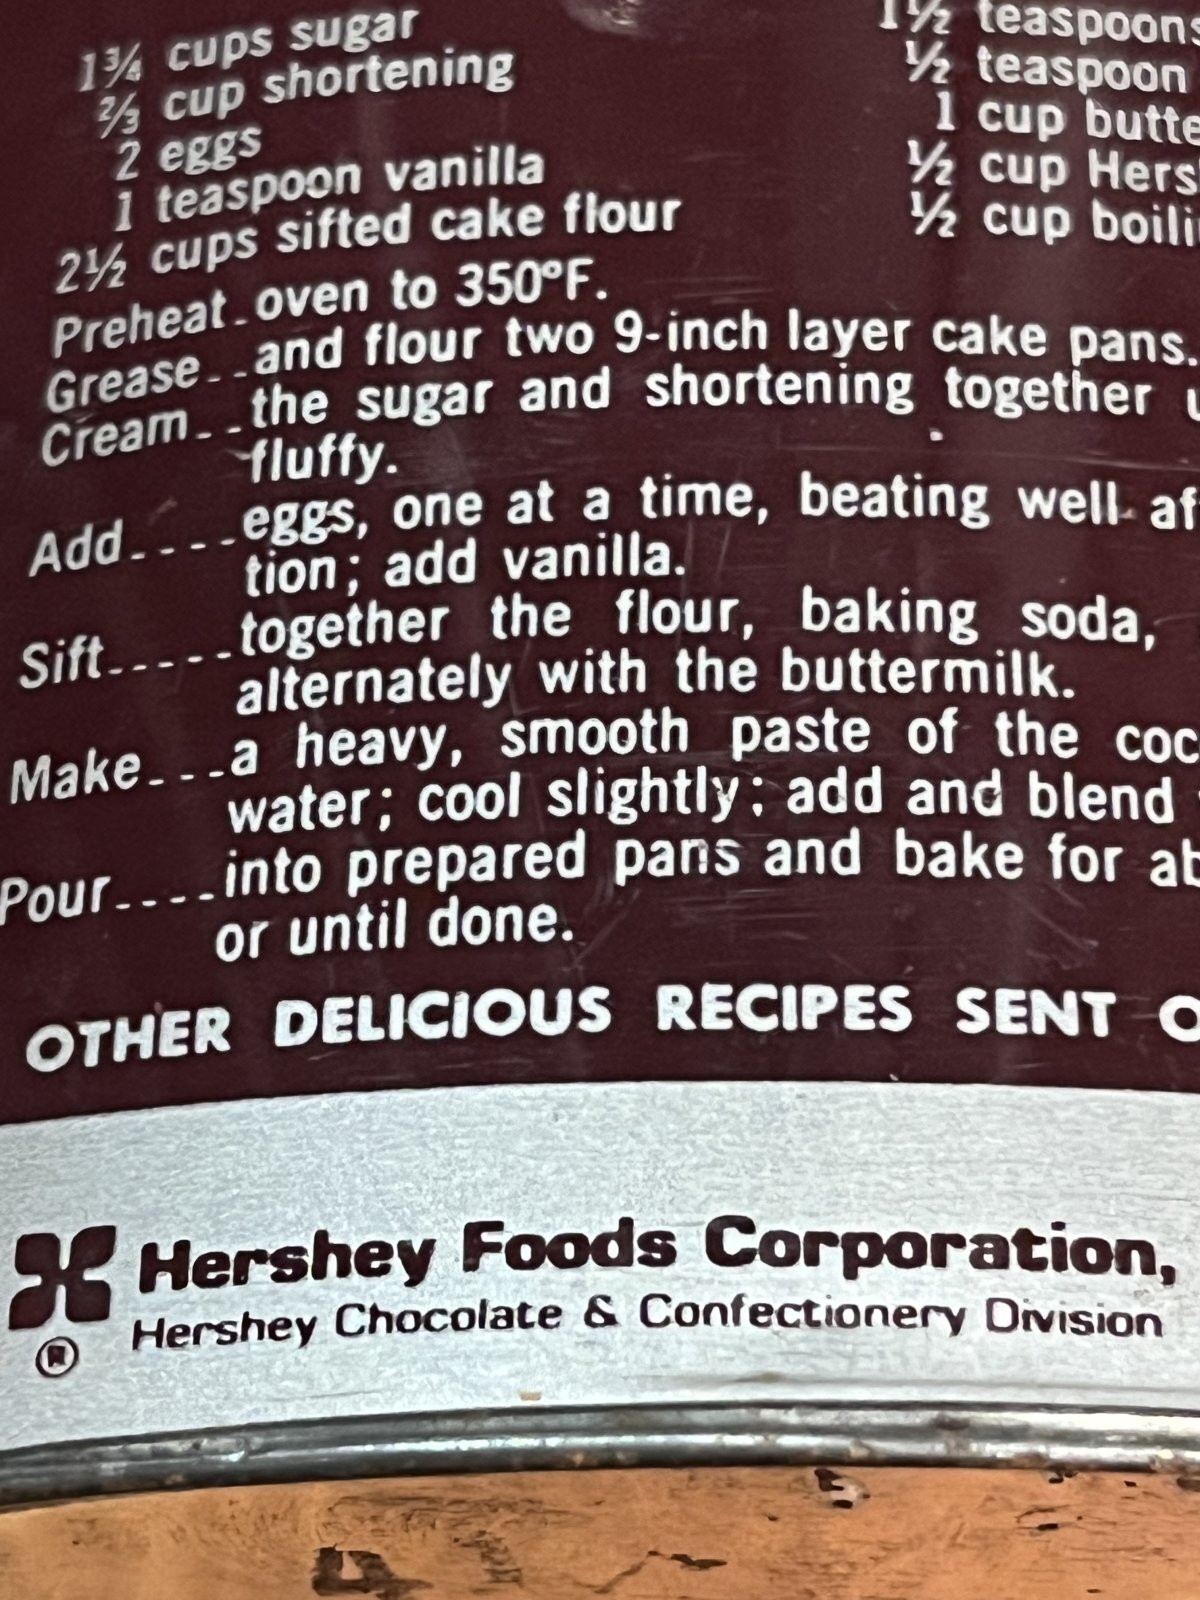 1¾ cups sugar
⅔ cup shortening
2 eggs
1 teaspoon vanilla
2½ cups sifted cake flour
1½ teaspoons
½ teaspoon
1 cup butte
½ cup Hers
½ cup boili
Preheat - oven to 350°F.
Grease - - and flour two 9-inch layer cake pans.
Cream - - the sugar and shortening together u
fluffy.
Add - - - - eggs, one at a time, beating well af
tion; add vanilla.
Sift - - - - - together the flour, baking soda,
alternately with the buttermilk.
Make - - - a heavy, smooth paste of the coc
water; cool slightly; add and blend
Pour - - - - into prepared pans and bake for ab
or until done.
OTHER DELICIOUS RECIPES SENT O
Hershey Foods Corporation,
Hershey Chocolate & Confectionery Division
®